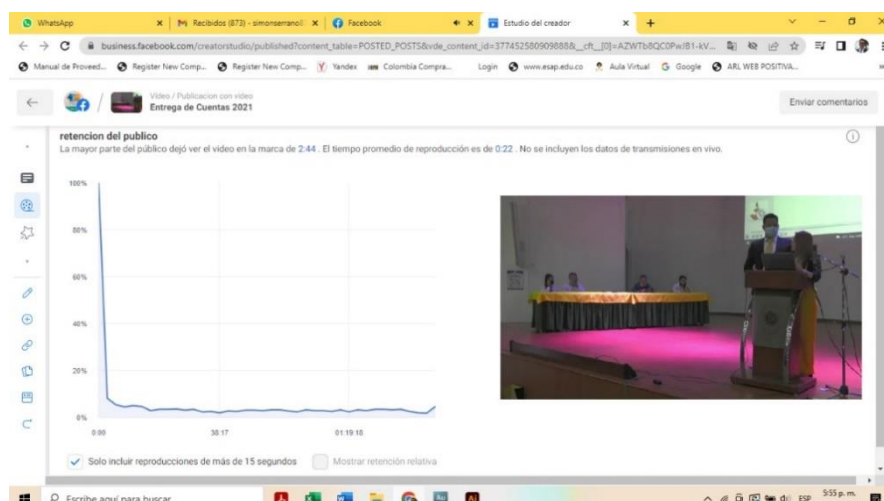 WhatsApp
Recibidos (873) - simonserranol
Facebook
Estudio del creador
business.facebook.com/creatorstudio/published?content_table=POSTED_POSTS&vde_content_id=377452580909888&_cft_[0]=AZWTb8QC0Pw/B1-kV...
Manual de Proveed...
Register New Comp...
Register New Comp...
Yandex
Colombia Compra...
Login
www.esap.edu.co
Aula Virtual
Google
ARL WEB POSITIVA...
Video / Publicacion con video
Entrega de Cuentas 2021
Enviar comentarios
retencion del publico
La mayor parte del público dejó ver el video en la marca de 2:44 . El tiempo promedio de reproducción es de 0:22 . No se incluyen los datos de transmisiones en vivo.
100%
80%
60%
40%
20%
0%
0:00
38:17
01:19:18
Solo incluir reproducciones de más de 15 segundos
Mostrar retención relativa
Escribe aquí para buscar
ESP
5:55 p. m.